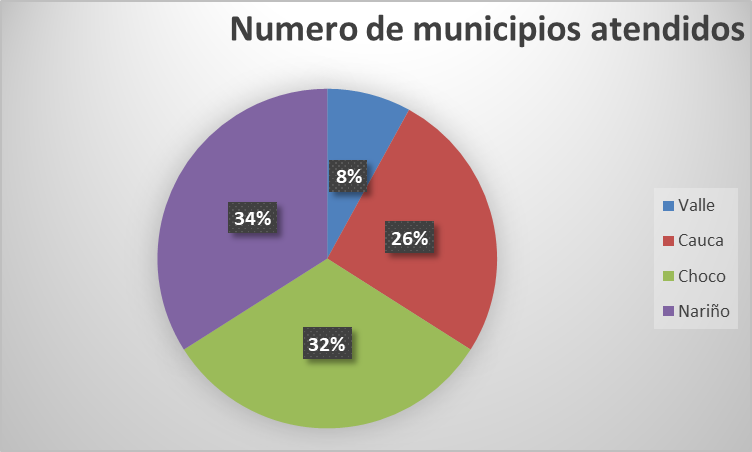 Numero de municipios atendidos
8%
26%
32%
34%
Valle
Cauca
Choco
Nariño